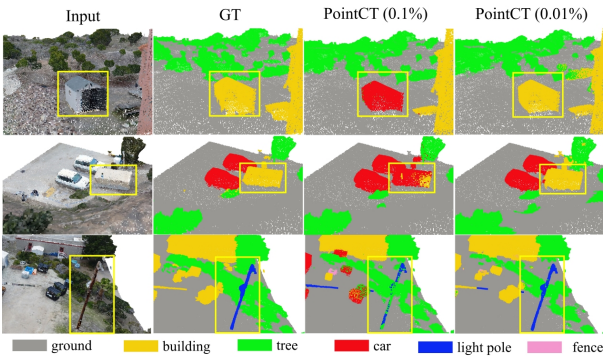 Input GT PointCT (0.1%) PointCT (0.01%)
ground building tree car light pole fence